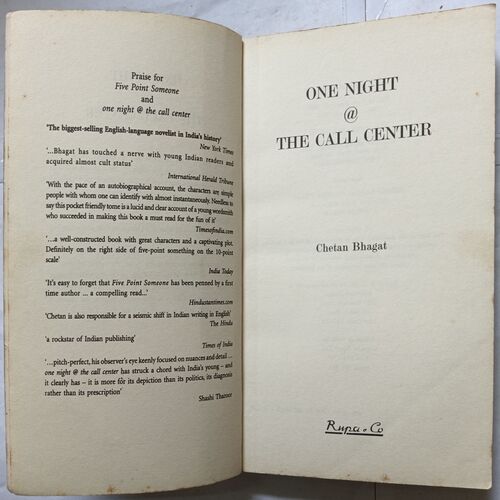 Praise for
Five Point Someone
and
one night @ the call center
'The biggest-selling English-language novelist in India's history'
New York Times
'...Bhagat has touched a nerve with young Indian readers and
acquired almost cult status'
International Herald Tribune
'With the pace of an autobiographical account, the characters are simple
people with whom one can identify with almost instantaneously. Needless to
say this pocket friendly tome is a lucid and clear account of a young wordsmith
who succeeded in making this book a must read for the fun of it'
Timesofindia.com
'...a well-constructed book with great characters and a captivating plot.
Definitely on the right side of five-point something on the 10-point
scale'
India Today
'It's easy to forget that Five Point Someone has been penned by a first
time author ... a compelling read...'
Hindustantimes.com
'Chetan is also responsible for a seismic shift in Indian writing in English'
The Hindu
'a rockstar of Indian publishing'
Times of India
'...pitch-perfect, his observer's eye keenly focused on nuances and detail ...
one night @ the call center has struck a chord with India's young – and
it clearly has – it is more for its depiction than its politics, its diagnosis
rather than its prescription'
Shashi Tharoor
ONE NIGHT
@
THE CALL CENTER
Chetan Bhagat
Rupa & Co